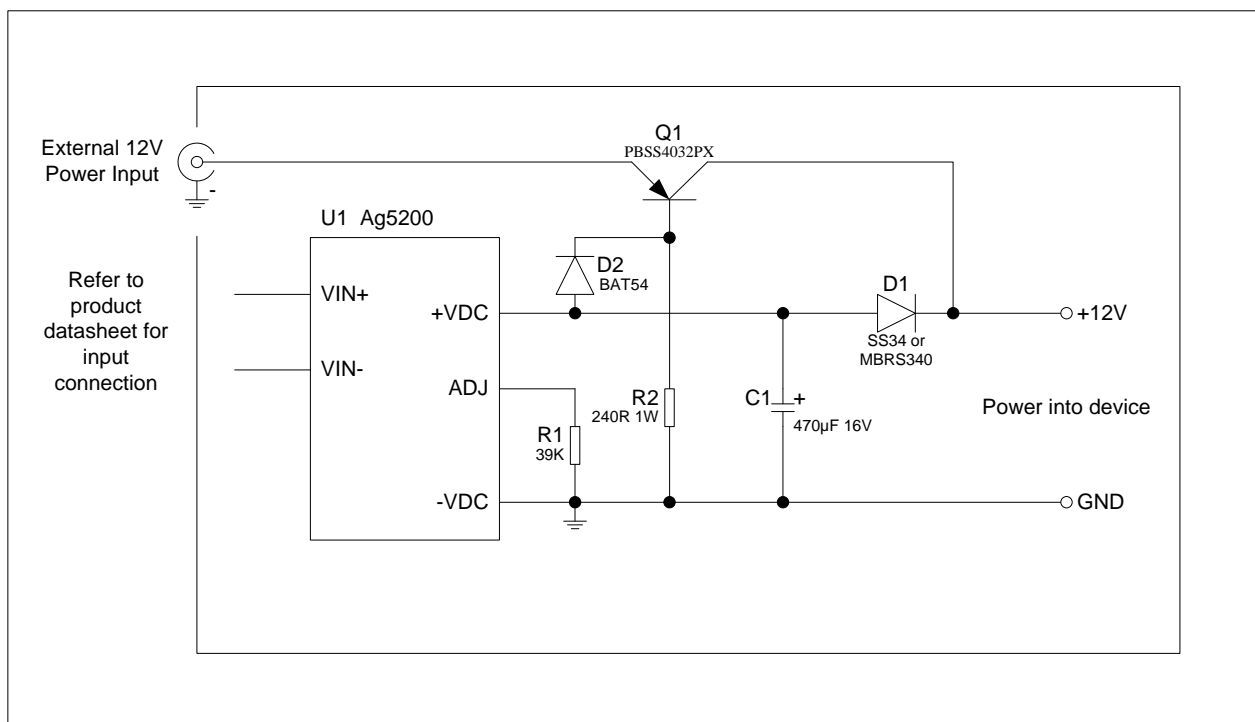 Q1
PBSS4032PX
External 12V
Power Input
-
U1 Ag5200
Refer to
product
datasheet for
input
connection
VIN+
VIN-
+VDC
ADJ
-VDC
D2
BAT54
D1
SS34 or
MBRS340
+12V
R1
39K
R2
240R 1W
C1
+
470µF 16V
Power into device
GND